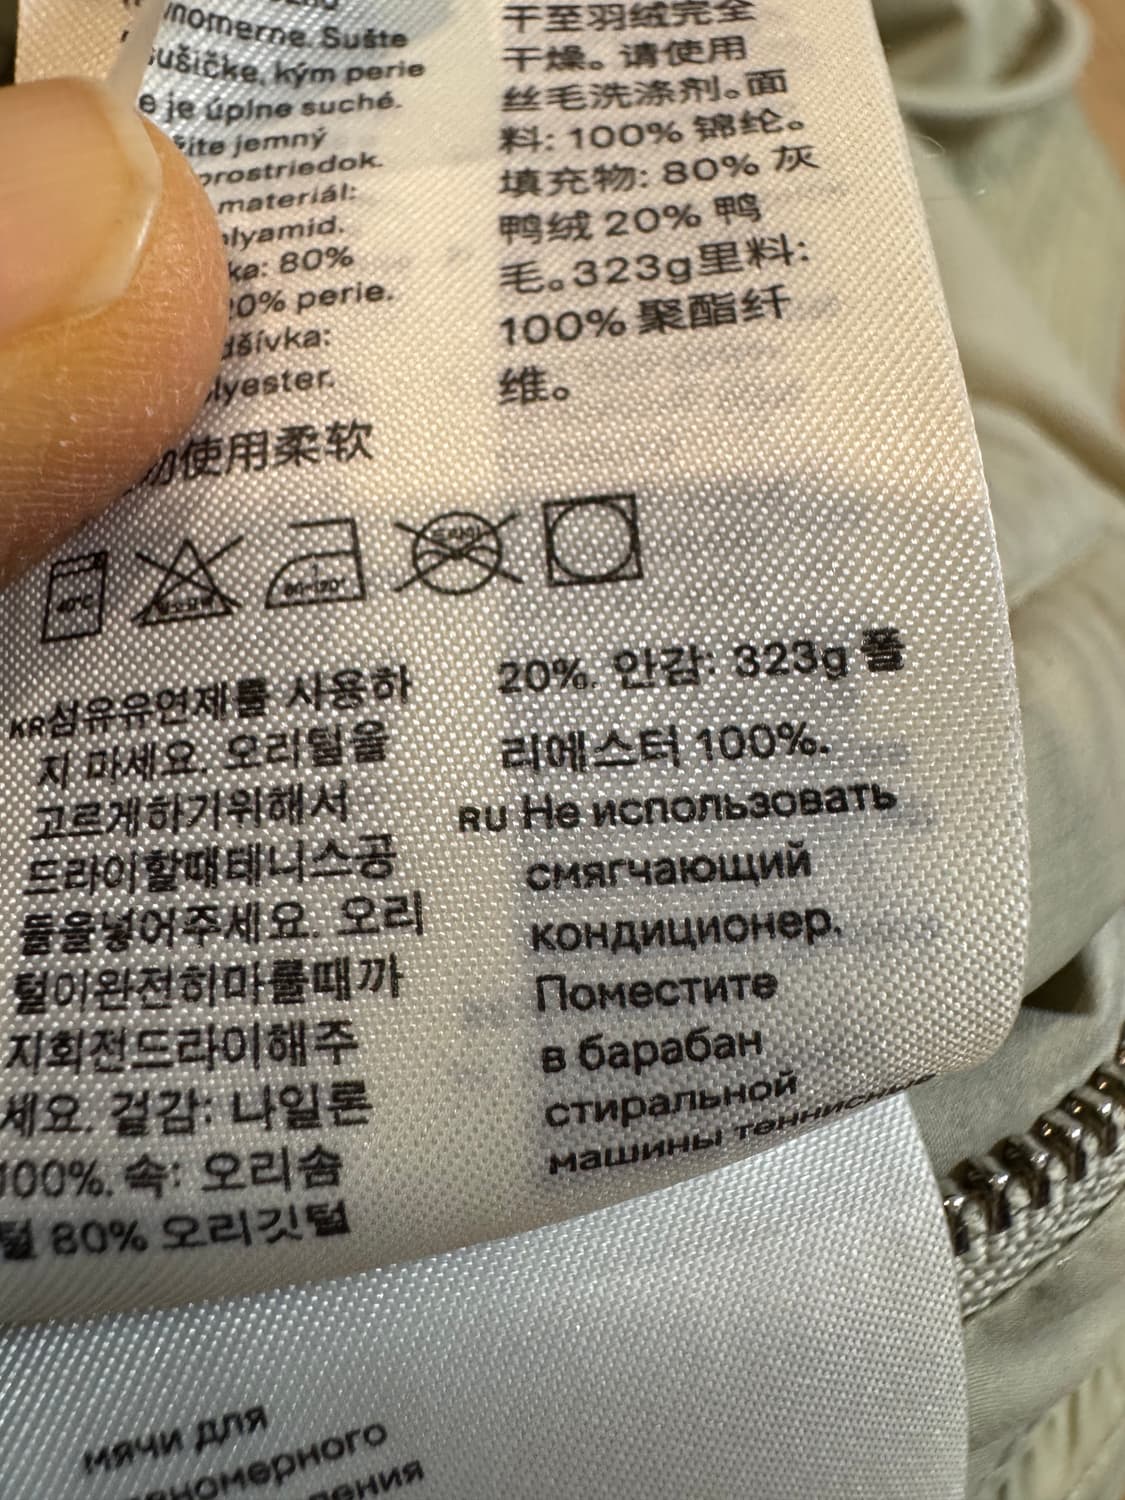 nomerne. Sušte
sušičke, kým perie
e je úplne suché.
jemný
prostriedok.
materiál:
80%
perie.
干至羽绒完全
干燥。请使用
丝毛洗涤剂。面
料: 100% 锦纶。
填充物: 80% 灰
鸭绒 20% 鸭
毛。323g里料:
100% 聚酯纤
维。
勿使用柔软
40°C
KR섬유유연제를 사용하
지 마세요. 오리털을
고르게하기위해서
드라이할때테니스공
들을넣어주세요. 오리
털이완전히마를때까
지회전드라이해주
세요. 겉감: 나일론
100%. 속: 오리솜
털 80% 오리깃털
20%. 안감: 323g 폴
리에스터 100%.
RU Не использовать
смягчающий
кондиционер.
Поместите
в барабан
стиральной
машины теннисные
мячи для